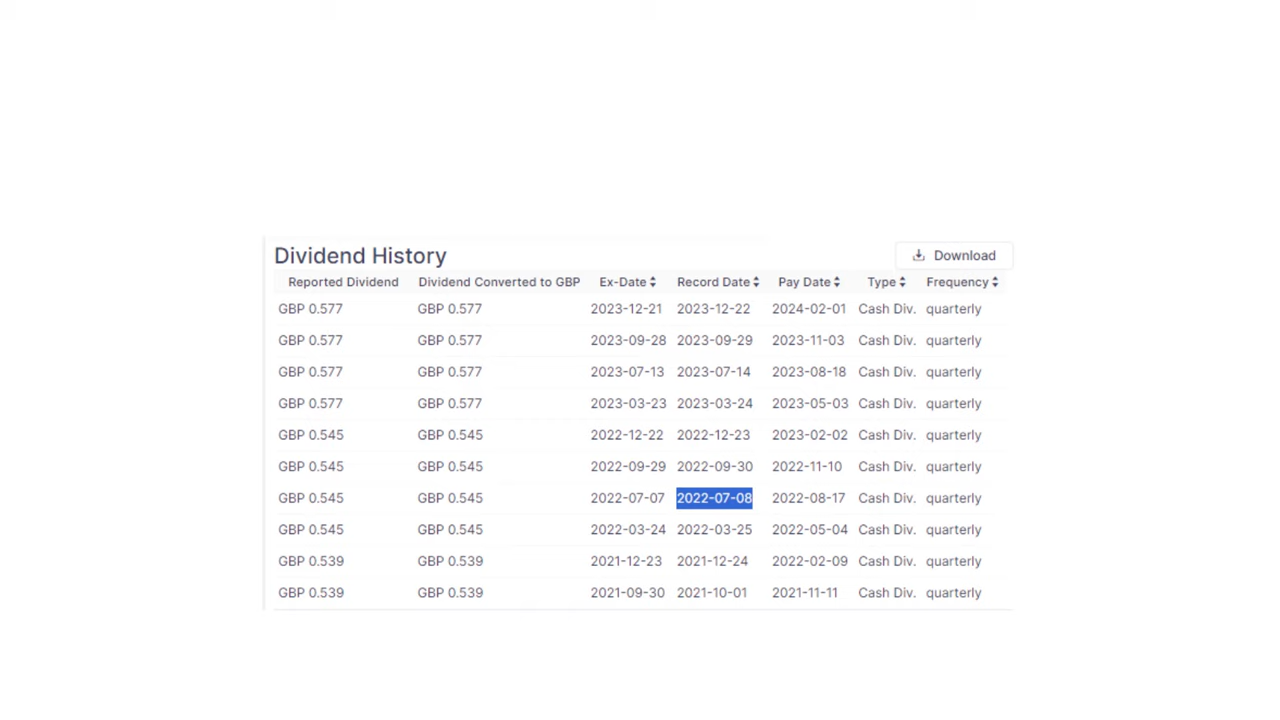 Dividend History Download
Reported Dividend Dividend Converted to GBP Ex-Date Record Date Pay Date Type Frequency
GBP 0.577 GBP 0.577 2023-12-21 2023-12-22 2024-02-01 Cash Div. quarterly
GBP 0.577 GBP 0.577 2023-09-28 2023-09-29 2023-11-03 Cash Div. quarterly
GBP 0.577 GBP 0.577 2023-07-13 2023-07-14 2023-08-18 Cash Div. quarterly
GBP 0.577 GBP 0.577 2023-03-23 2023-03-24 2023-05-03 Cash Div. quarterly
GBP 0.545 GBP 0.545 2022-12-22 2022-12-23 2023-02-02 Cash Div. quarterly
GBP 0.545 GBP 0.545 2022-09-29 2022-09-30 2022-11-10 Cash Div. quarterly
GBP 0.545 GBP 0.545 2022-07-07 2022-07-08 2022-08-17 Cash Div. quarterly
GBP 0.545 GBP 0.545 2022-03-24 2022-03-25 2022-05-04 Cash Div. quarterly
GBP 0.539 GBP 0.539 2021-12-23 2021-12-24 2022-02-09 Cash Div. quarterly
GBP 0.539 GBP 0.539 2021-09-30 2021-10-01 2021-11-11 Cash Div. quarterly